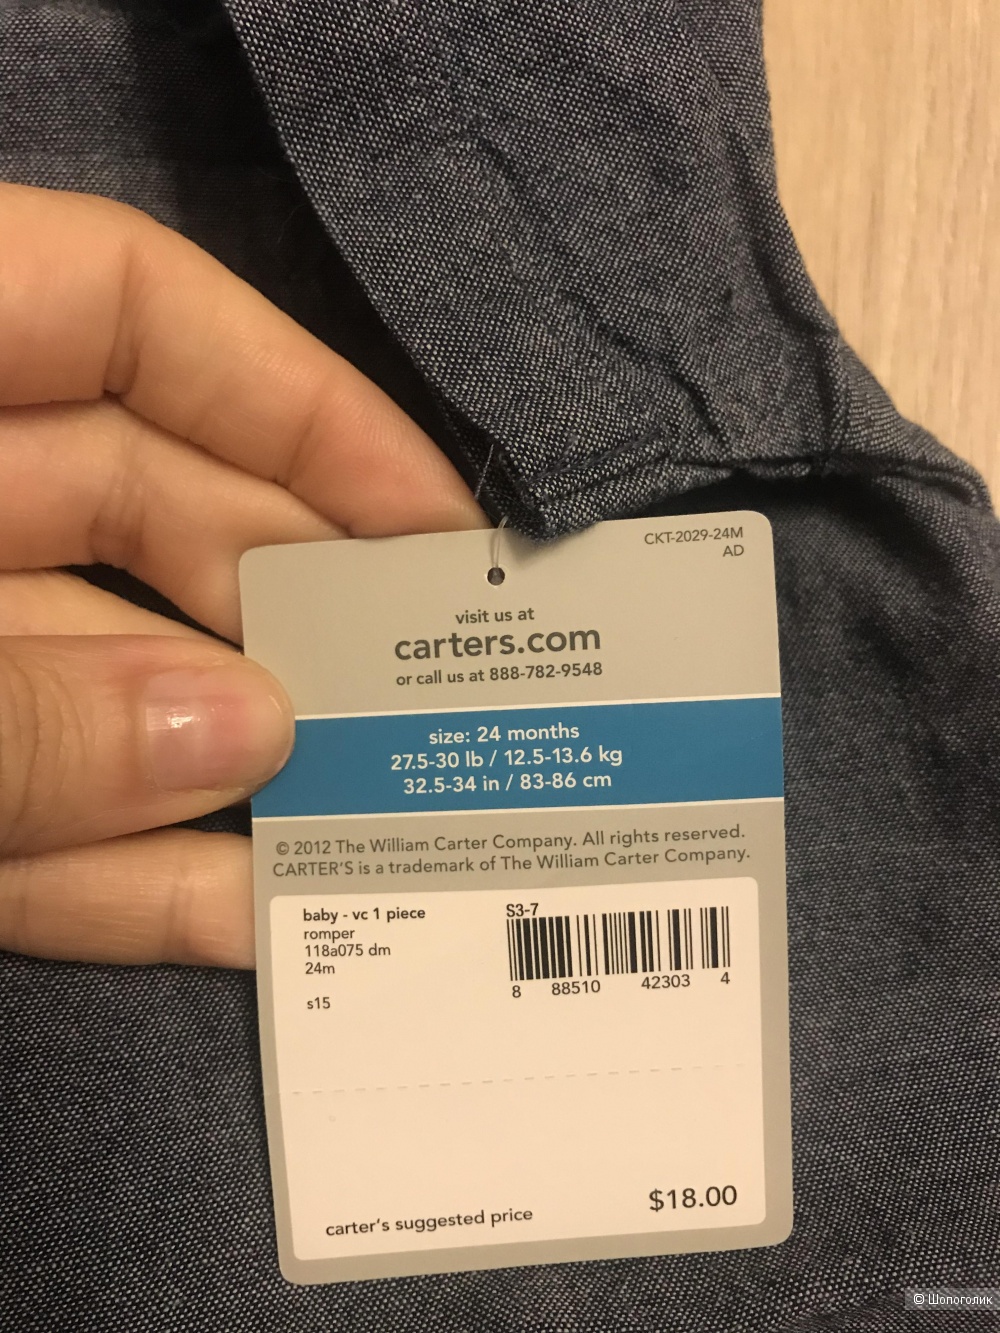 CKT-2029-24M
AD
visit us at
carters.com
or call us at 888-782-9548
size: 24 months
27.5-30 lb / 12.5-13.6 kg
32.5-34 in / 83-86 cm
© 2012 The William Carter Company. All rights reserved.
CARTER'S is a trademark of The William Carter Company.
baby - vc 1 piece
romper
118a075 dm
24m
s15
S3-7
8 88510 42303 4
carter's suggested price
$18.00
© Шопоголик